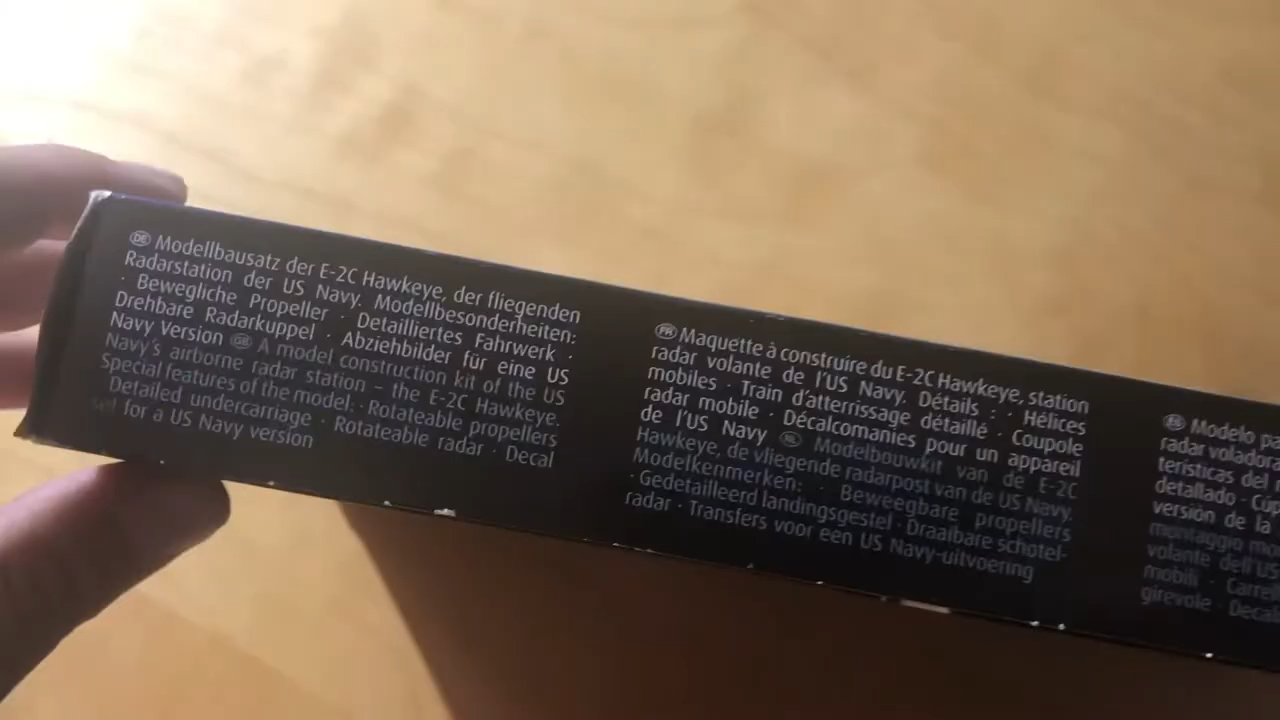 DE Modellbausatz der E-2C Hawkeye, der fliegenden
Radarstation der US Navy. Modellbesonderheiten:
· Bewegliche Propeller · Detailliertes Fahrwerk ·
Drehbare Radarkuppel · Abziehbilder für eine US
Navy Version GB A model construction kit of the US
Navy's airborne radar station – the E-2C Hawkeye.
Special features of the model: · Rotateable propellers
· Detailed undercarriage · Rotateable radar · Decal
set for a US Navy version
FR Maquette à construire du E-2C Hawkeye, station
radar volante de l'US Navy. Détails : · Hélices
mobiles · Train d'atterrissage détaillé · Coupole
radar mobile · Décalcomanies pour un appareil
de l'US Navy NL Modelbouwkit van de E-2C
Hawkeye, de vliegende radarpost van de US Navy.
Modelkenmerken: · Beweegbare propellers
· Gedetailleerd landingsgestel · Draaibare schotel-
radar · Transfers voor een US Navy-uitvoering
ES Modelo pa
radar voladora
terísticas del
detallado · Cúp
versión de la
montaggio mo
volante dell'US
mobili · Carre
girevole · Decal